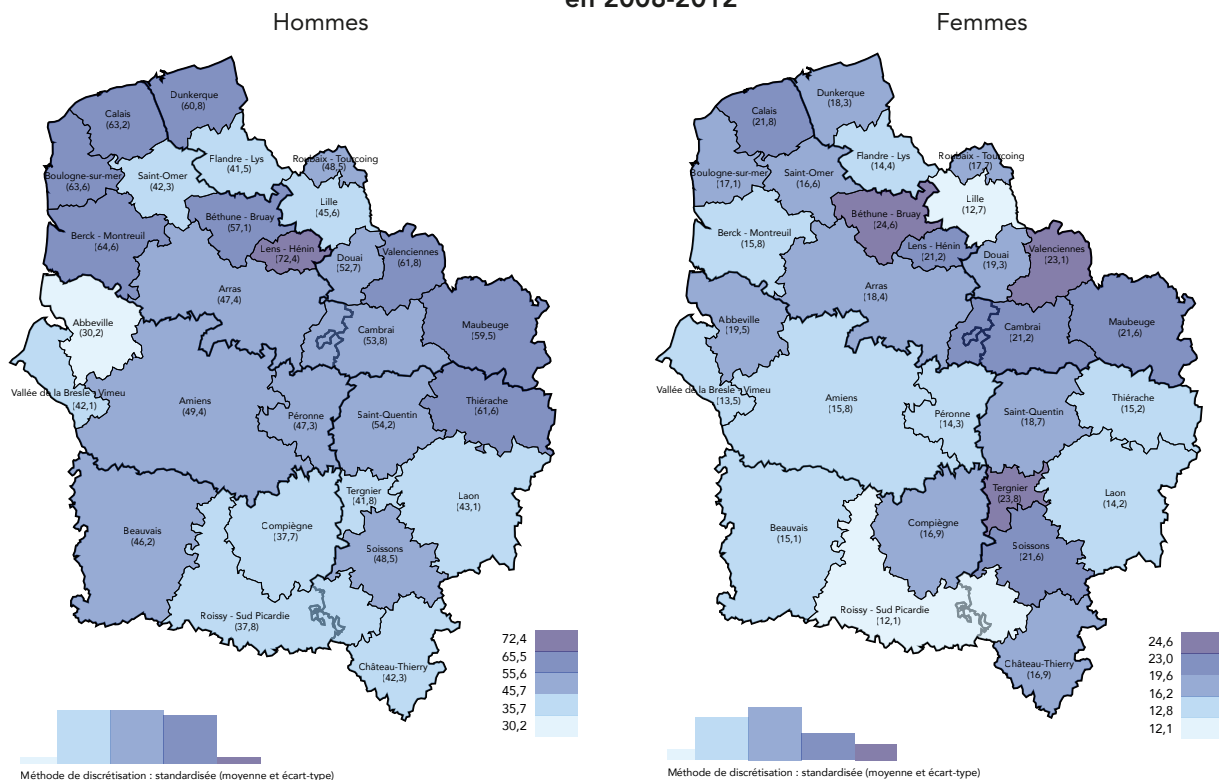 en 2008-2012
Hommes
Dunkerque
(60,8)
Calais
(63,2)
Flandre - Lys
(41,5)
Roubaix - Tourcoing
(48,5)
Boulogne-sur-mer
(63,6)
Saint-Omer
(42,3)
Lille
(45,6)
Béthune - Bruay
(57,1)
Berck - Montreuil
(64,6)
Lens - Hénin
(72,4)
Douai
(52,7)
Valenciennes
(61,8)
Arras
(47,4)
Abbeville
(30,2)
Cambrai
(53,8)
Maubeuge
(59,5)
Vallée de la Bresle - Vimeu
(42,1)
Amiens
(49,4)
Péronne
(47,3)
Saint-Quentin
(54,2)
Thiérache
(61,6)
Tergnier
(41,8)
Laon
(43,1)
Beauvais
(46,2)
Compiègne
(37,7)
Soissons
(48,5)
Roissy - Sud Picardie
(37,8)
Château-Thierry
(42,3)
72,4
65,5
55,6
45,7
35,7
30,2
Méthode de discrétisation : standardisée (moyenne et écart-type)
Femmes
Dunkerque
(18,3)
Calais
(21,8)
Flandre - Lys
(14,4)
Roubaix - Tourcoing
(17,7)
Boulogne-sur-mer
(17,1)
Saint-Omer
(16,6)
Lille
(12,7)
Béthune - Bruay
(24,6)
Berck - Montreuil
(15,8)
Lens - Hénin
(21,2)
Douai
(19,3)
Valenciennes
(23,1)
Arras
(18,4)
Abbeville
(19,5)
Cambrai
(21,2)
Maubeuge
(21,6)
Vallée de la Bresle - Vimeu
(13,5)
Amiens
(15,8)
Péronne
(14,3)
Saint-Quentin
(18,7)
Thiérache
(15,2)
Tergnier
(23,8)
Laon
(14,2)
Beauvais
(15,1)
Compiègne
(16,9)
Soissons
(21,6)
Roissy - Sud Picardie
(12,1)
Château-Thierry
(16,9)
24,6
23,0
19,6
16,2
12,8
12,1
Méthode de discrétisation : standardisée (moyenne et écart-type)